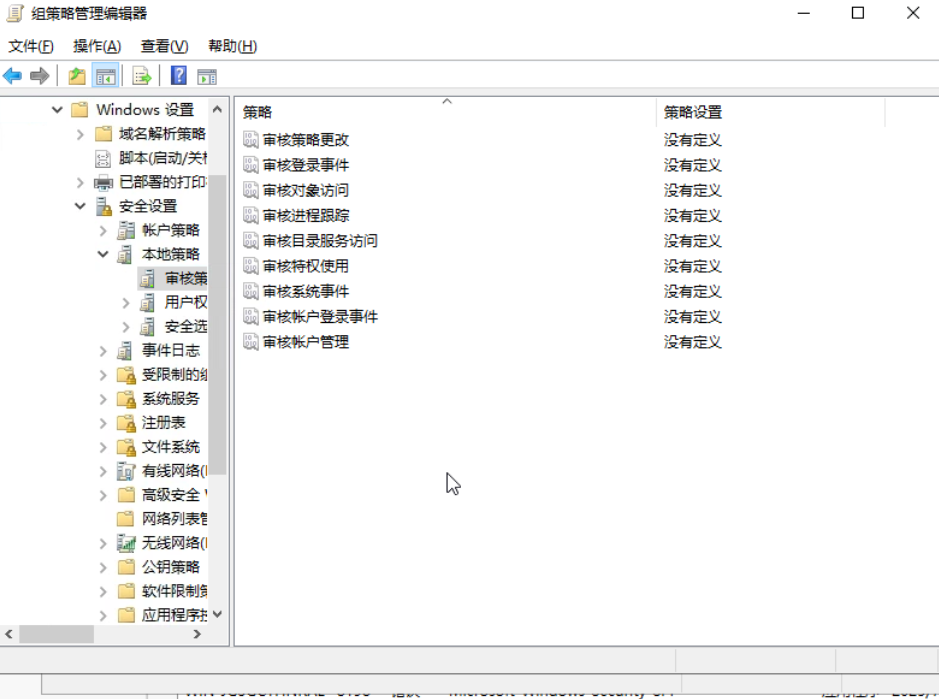 组策略管理编辑器
文件(F) 操作(A) 查看(V) 帮助(H)
Windows 设置
域名解析策略
脚本(启动/关机
已部署的打印
安全设置
帐户策略
本地策略
审核策
用户权
安全选
事件日志
受限制的组
系统服务
注册表
文件系统
有线网络(
高级安全
网络列表管
无线网络(
公钥策略
软件限制策
应用程序控
策略 策略设置
审核策略更改 没有定义
审核登录事件 没有定义
审核对象访问 没有定义
审核进程跟踪 没有定义
审核目录服务访问 没有定义
审核特权使用 没有定义
审核系统事件 没有定义
审核帐户登录事件 没有定义
审核帐户管理 没有定义